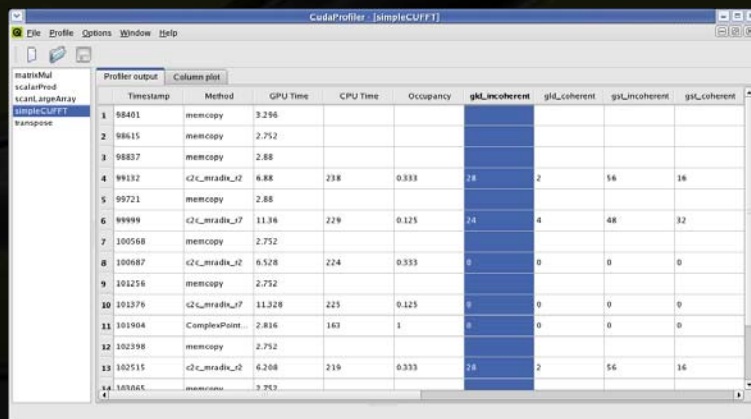 CudaProfiler - [simpleCUFFT]
File Profile Options Window Help
matrixMul
scalarProd
scanLargeArray
simpleCUFFT
transpose
Profiler output Column plot
Timestamp Method GPU Time CPU Time Occupancy gld_incoherent gld_coherent gst_incoherent gst_coherent
1 98401 memcopy 3.296
2 98615 memcopy 2.752
3 98837 memcopy 2.88
4 99132 c2c_mradix_r2 6.88 238 0.333 28 2 56 16
5 99721 memcopy 2.88
6 99999 c2c_mradix_r7 11.36 229 0.125 24 4 48 32
7 100568 memcopy 2.752
8 100687 c2c_mradix_r2 6.528 224 0.333 0 0 0 0
9 101256 memcopy 2.752
10 101376 c2c_mradix_r7 11.328 225 0.125 0 0 0 0
11 101904 ComplexPoint... 2.816 163 1 0 0 0 0
12 102398 memcopy 2.752
13 102515 c2c_mradix_r2 6.208 219 0.333 28 2 56 16
14 103065 memcopy 2.752